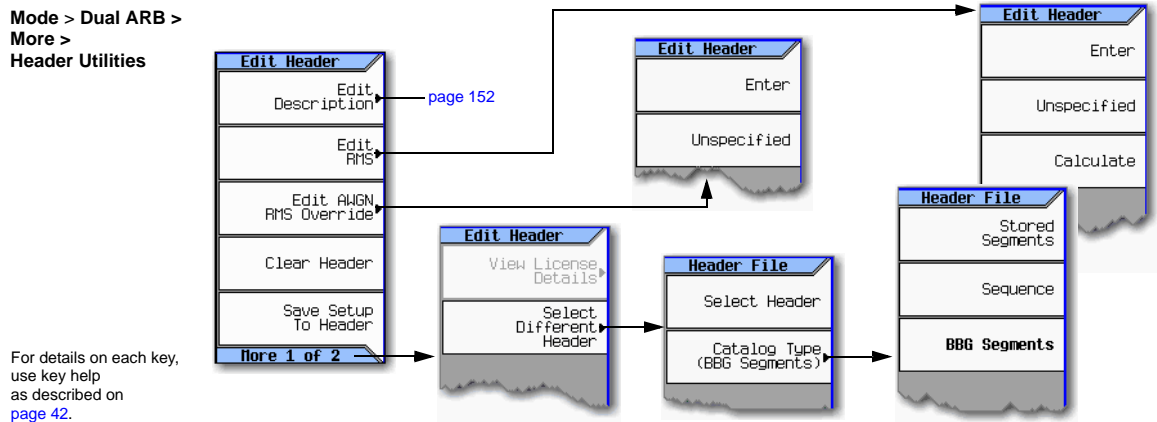 Mode > Dual ARB >
More >
Header Utilities
Edit Header
Edit
Description
page 152
Edit
RMS
Edit AWGN
RMS Override
Clear Header
Save Setup
To Header
More 1 of 2
Edit Header
Enter
Unspecified
Edit Header
Enter
Unspecified
Calculate
Edit Header
View License
Details
Select
Different
Header
Header File
Select Header
Catalog Type
(BBG Segments)
Header File
Stored
Segments
Sequence
BBG Segments
For details on each key,
use key help
as described on
page 42.